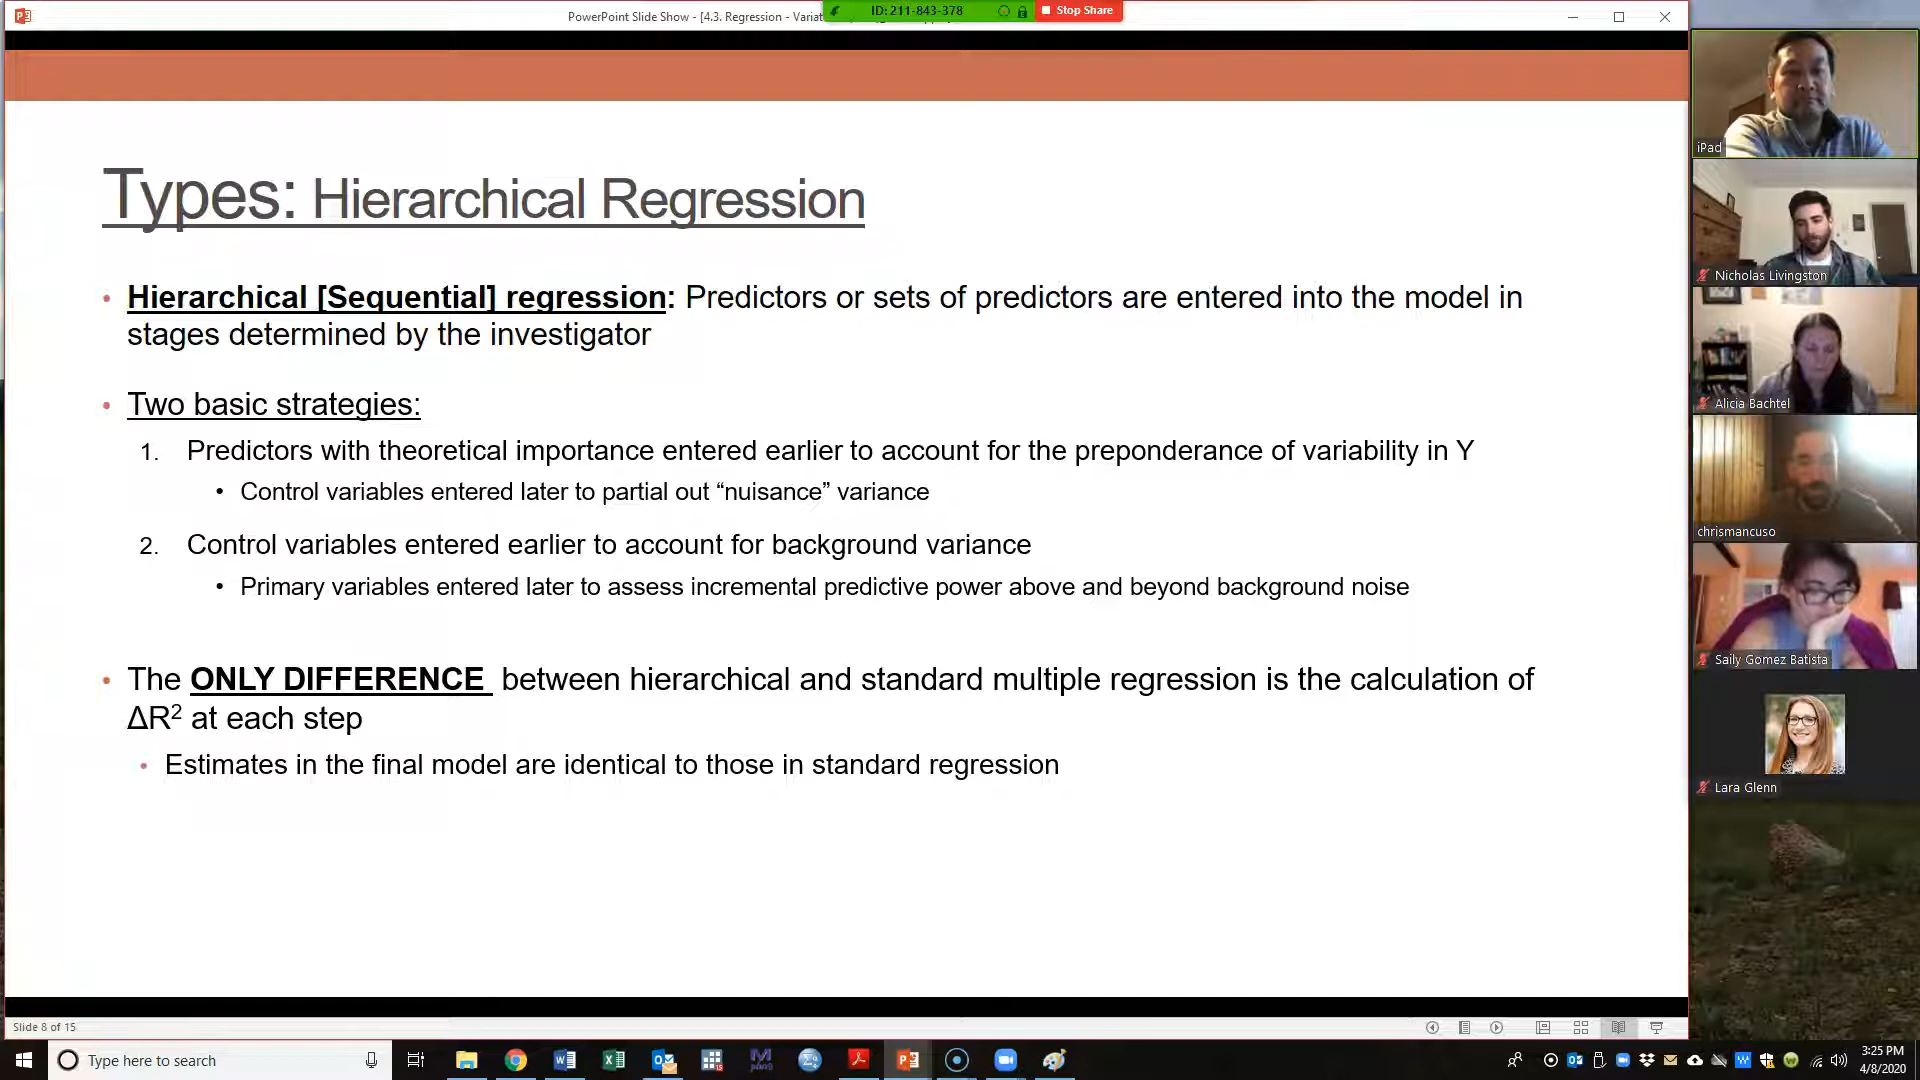 PowerPoint Slide Show - [4.3. Regression - Variat
ID: 211-843-378
Stop Share
Types: Hierarchical Regression
• Hierarchical [Sequential] regression: Predictors or sets of predictors are entered into the model in
stages determined by the investigator
• Two basic strategies:
1. Predictors with theoretical importance entered earlier to account for the preponderance of variability in Y
• Control variables entered later to partial out “nuisance” variance
2. Control variables entered earlier to account for background variance
• Primary variables entered later to assess incremental predictive power above and beyond background noise
• The ONLY DIFFERENCE between hierarchical and standard multiple regression is the calculation of
ΔR² at each step
• Estimates in the final model are identical to those in standard regression
iPad
Nicholas Livingston
Alicia Bachtel
chrismancuso
Saily Gomez Batista
Lara Glenn
Slide 8 of 15
Type here to search
3:25 PM
4/8/2020